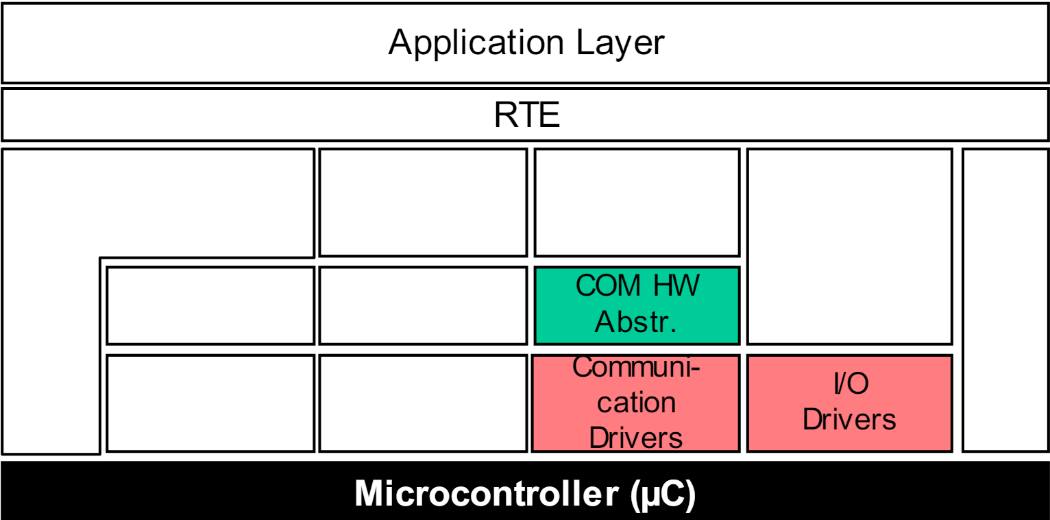 Application Layer
RTE
COM HW
Abstr.
Communi-
cation
Drivers
I/O
Drivers
Microcontroller (µC)